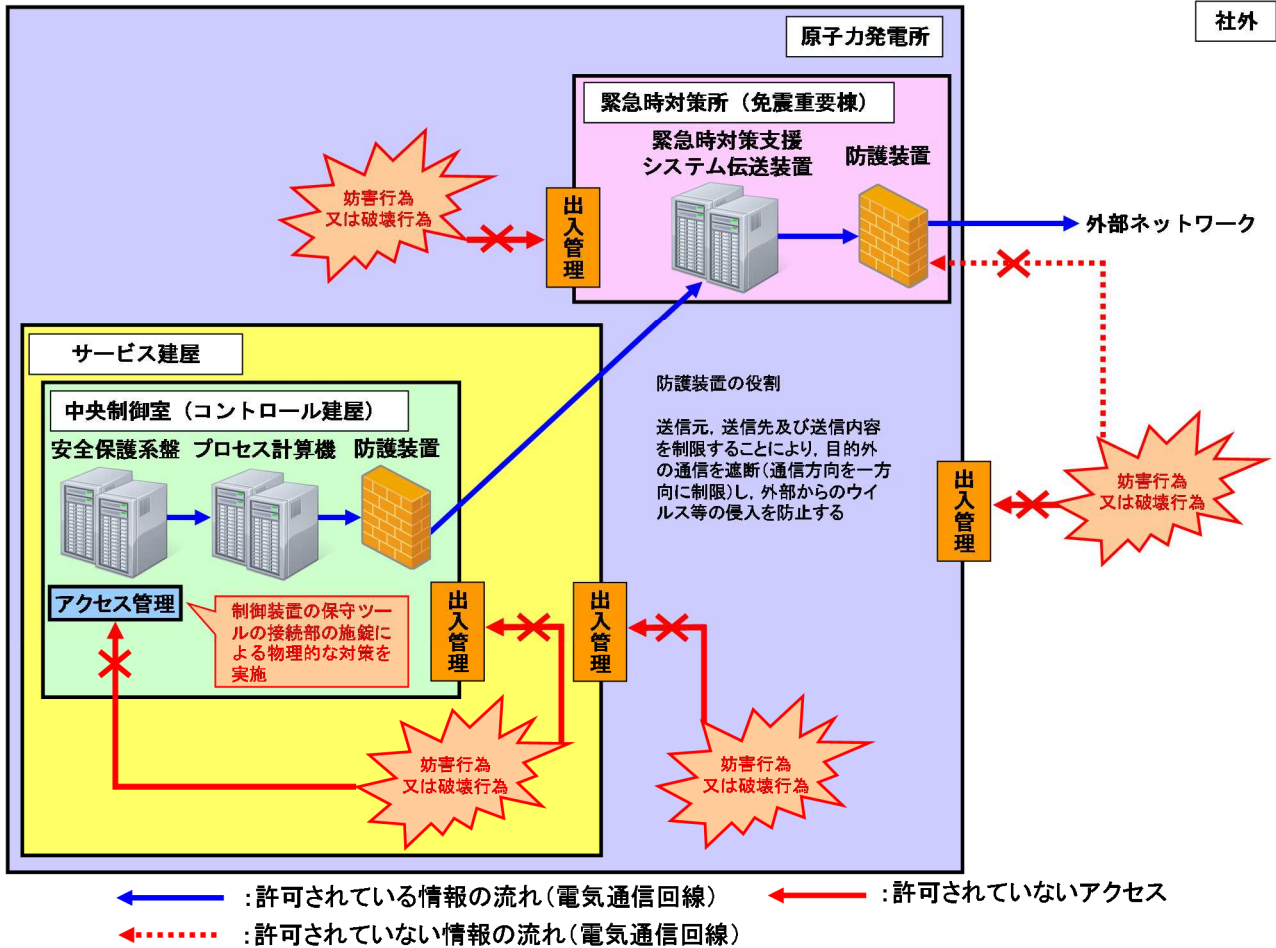 社外
原子力発電所
緊急時対策所（免震重要棟）
緊急時対策支援
システム伝送装置
防護装置
妨害行為
又は破壊行為
出入管理
外部ネットワーク
サービス建屋
中央制御室（コントロール建屋）
安全保護系盤
プロセス計算機
防護装置
防護装置の役割
送信元，送信先及び送信内容
を制限することにより，目的外
の通信を遮断（通信方向を一方
向に制限）し，外部からのウイ
ルス等の侵入を防止する
妨害行為
又は破壊行為
出入管理
アクセス管理
制御装置の保守ツー
ルの接続部の施錠に
よる物理的な対策を
実施
出入管理
出入管理
妨害行為
又は破壊行為
妨害行為
又は破壊行為
：許可されている情報の流れ（電気通信回線）
：許可されていないアクセス
：許可されていない情報の流れ（電気通信回線）